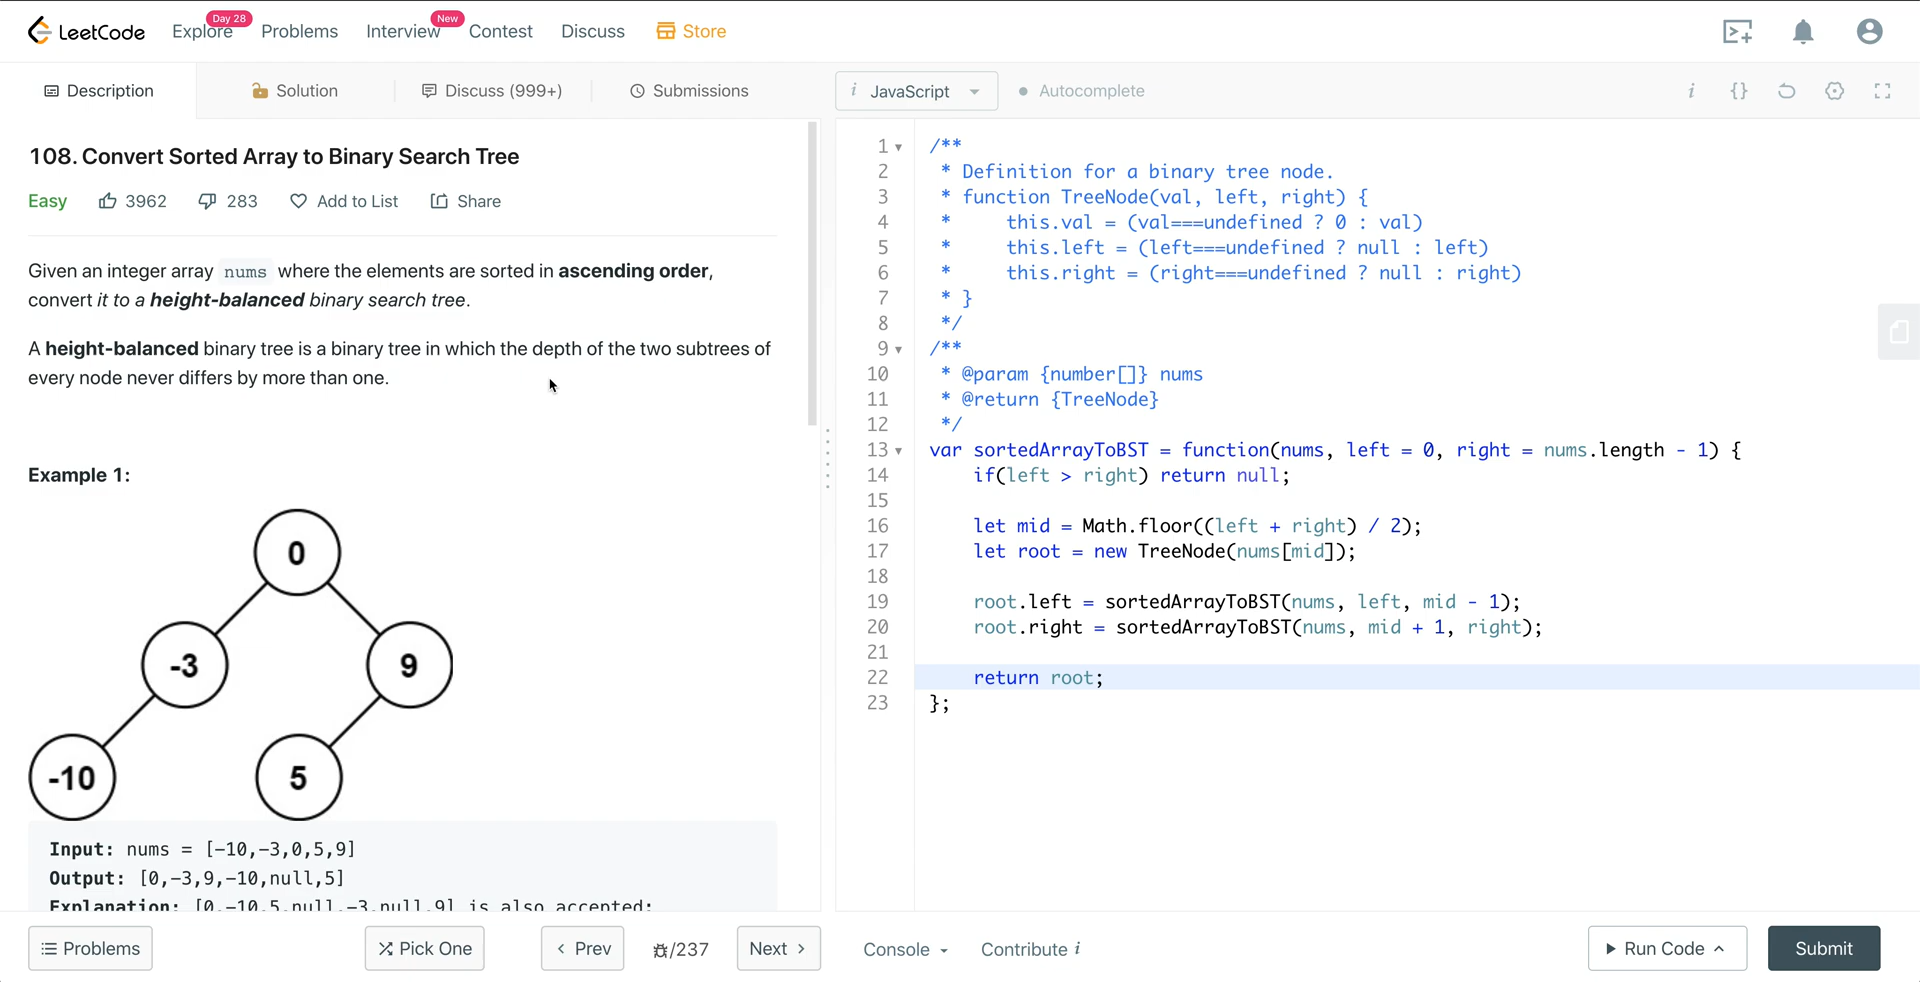 LeetCode
Explore
Day 28
Problems
Interview
New
Contest
Discuss
Store
Description
Solution
Discuss (999+)
Submissions
i JavaScript
Autocomplete
i {}
108. Convert Sorted Array to Binary Search Tree
Easy
3962
283
Add to List
Share
Given an integer array nums where the elements are sorted in ascending order,
convert it to a height-balanced binary search tree.
A height-balanced binary tree is a binary tree in which the depth of the two subtrees of
every node never differs by more than one.
Example 1:
0
-3
9
-10
5
Input: nums = [-10,-3,0,5,9]
Output: [0,-3,9,-10,null,5]
Explanation: [0,-10,5,null,-3,null,9] is also accepted:
1 /**
2 * Definition for a binary tree node.
3 * function TreeNode(val, left, right) {
4 *     this.val = (val===undefined ? 0 : val)
5 *     this.left = (left===undefined ? null : left)
6 *     this.right = (right===undefined ? null : right)
7 * }
8 */
9 /**
10 * @param {number[]} nums
11 * @return {TreeNode}
12 */
13 var sortedArrayToBST = function(nums, left = 0, right = nums.length - 1) {
14     if(left > right) return null;
15
16     let mid = Math.floor((left + right) / 2);
17     let root = new TreeNode(nums[mid]);
18
19     root.left = sortedArrayToBST(nums, left, mid - 1);
20     root.right = sortedArrayToBST(nums, mid + 1, right);
21
22     return root;
23 };
Problems
Pick One
Prev
/237
Next
Console
Contribute i
Run Code
Submit